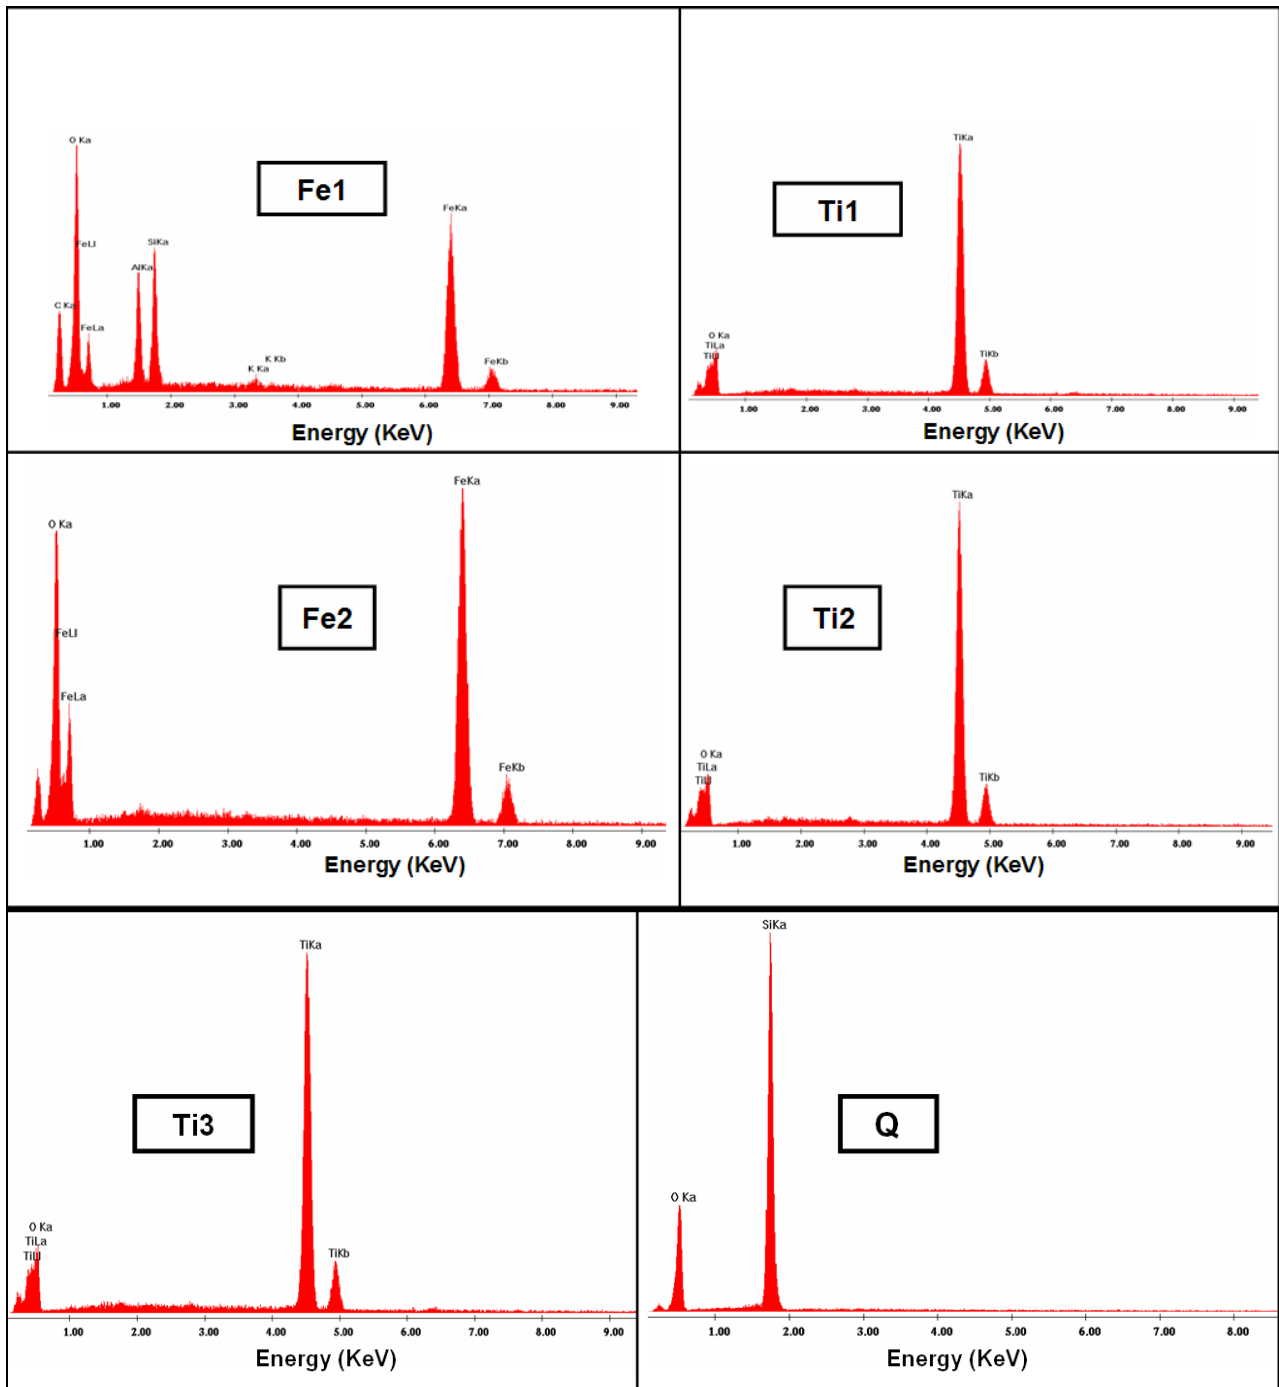 O Ka
FeLl
C Ka
FeLa
AlKa
SiKa
K Kb
K Ka
FeKa
FeKb
Fe1
1.00 2.00 3.00 4.00 5.00 6.00 7.00 8.00 9.00
Energy (KeV)
TiKa
Ti1
O Ka
TiLa
TiLl
TiKb
1.00 2.00 3.00 4.00 5.00 6.00 7.00 8.00 9.00
Energy (KeV)
FeKa
O Ka
Fe2
FeLl
FeLa
FeKb
1.00 2.00 3.00 4.00 5.00 6.00 7.00 8.00 9.00
Energy (KeV)
TiKa
Ti2
O Ka
TiLa
TiLl
TiKb
1.00 2.00 3.00 4.00 5.00 6.00 7.00 8.00 9.00
Energy (KeV)
TiKa
Ti3
O Ka
TiLa
TiLl
TiKb
1.00 2.00 3.00 4.00 5.00 6.00 7.00 8.00 9.00
Energy (KeV)
SiKa
Q
O Ka
1.00 2.00 3.00 4.00 5.00 6.00 7.00 8.00
Energy (KeV)